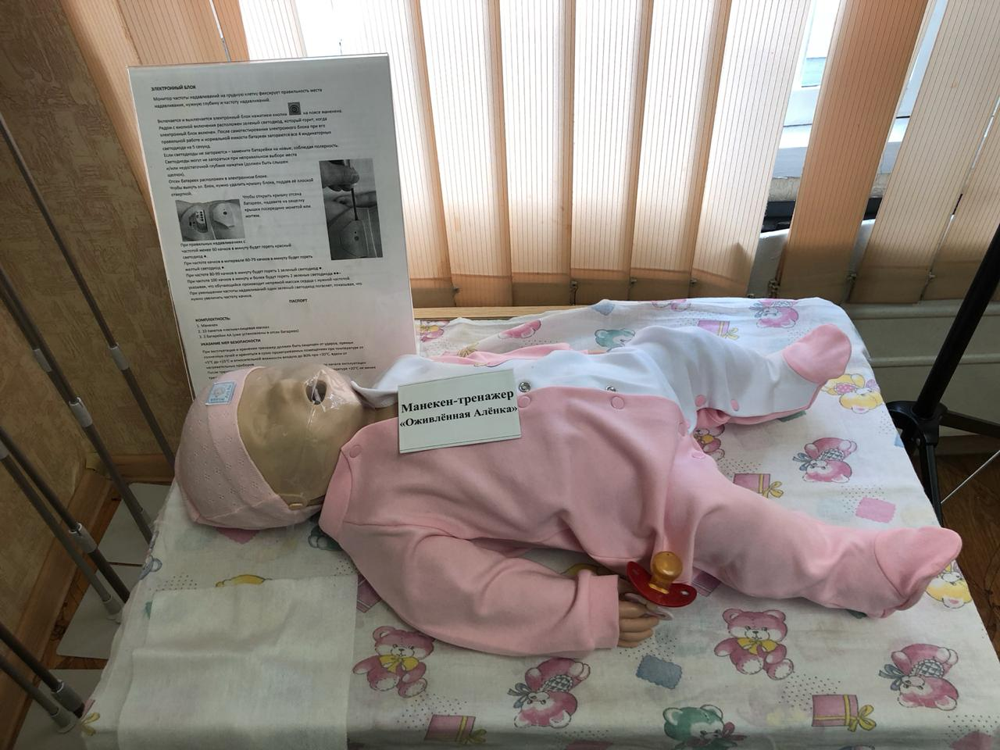 ЭЛЕКТРОННЫЙ БЛОК
Монитор частоты надавливаний на грудную клетку фиксирует правильность места
надавливания, нужную глубину и частоту надавливаний.
Включается и выключается электронный блок нажатием кнопки на поясе манекена.
Рядом с кнопкой включения расположен зеленый светодиод, который горит, когда
электронный блок включен. После самотестирования электронного блока при его
правильной работе и нормальной емкости батареек загораются все 4 индикаторных
светодиода на 5 секунд.
Если светодиоды не загораются – замените батарейки на новые, соблюдая полярность.
Светодиоды могут не загораться при неправильном выборе места
и/или недостаточной глубине нажатия (должен быть слышен
щелчок).
Отсек батареек расположен в электронном блоке.
Чтобы вынуть эл. блок, нужно удалить крышку блока, поддев её плоской
отверткой.
Чтобы открыть крышку отсека
батареек, надавите на защелку
крышки посередине монетой или
ногтем.
При правильных надавливаниях с
частотой менее 60 качков в минуту будет гореть красный
светодиод ●
При частоте качков в интервале 60-79 качков в минуту будет гореть
желтый светодиод ●
При частоте 80-99 качков в минуту будет гореть 1 зеленый светодиод ●
При частоте 100 качков в минуту и более будут гореть 2 зеленых светодиода ●●
указывая, что обучающийся производит непрямой массаж сердца с нужной частотой.
При уменьшении частоты надавливаний один зеленый светодиод погаснет, показывая, что
нужно увеличить частоту качков.
ПАСПОРТ
КОМПЛЕКТНОСТЬ:
1. Манекен
2. 10 пакетов «легкие+лицевая маска»
3. 2 батарейки АА (уже установлены в отсек батареек)
УКАЗАНИЕ МЕР БЕЗОПАСНОСТИ
При эксплуатации и хранении тренажер должен быть защищен от ударов, прямых
солнечных лучей и храниться в сухо проветриваемых помещениях при температуре от
+5°С до +35°С и относительной влажности воздуха до 80% при +20°С, вдали от
нагревательных приборов.
Манекен-тренажер
«Оживлённая Алёнка»